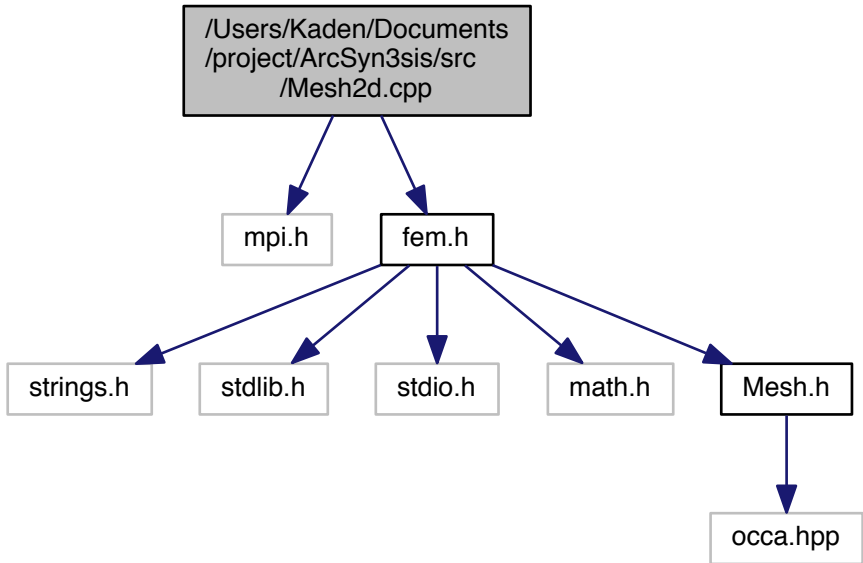 /Users/Kaden/Documents
/project/ArcSyn3sis/src
/Mesh2d.cpp
mpi.h
fem.h
strings.h
stdlib.h
stdio.h
math.h
Mesh.h
occa.hpp